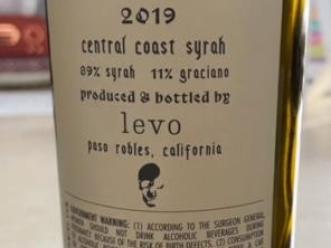 2019
central coast syrah
89% syrah 11% graciano
produced & bottled by
levo
paso robles, california
GOVERNMENT WARNING: (1) ACCORDING TO THE SURGEON GENERAL,
WOMEN SHOULD NOT DRINK ALCOHOLIC BEVERAGES DURING
PREGNANCY BECAUSE OF THE RISK OF BIRTH DEFECTS. (2) CONSUMPTION